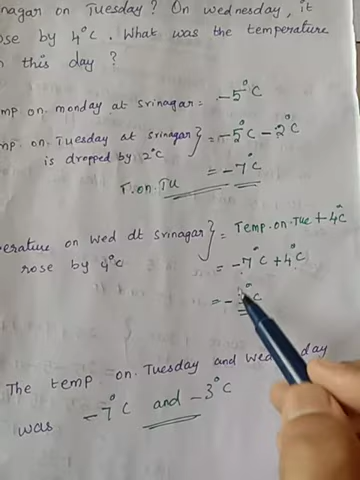 nagar on Tuesday? On Wednesday, it
ose by 4°C. What was the temperature
n this day?
mp on monday at Srinagar = -5°C
mp on Tuesday at Srinagar } = -5°C - 2°C
is dropped by 2°C
T.on.Tu = -7°C
erature on Wed dt Srinagar } = Temp.on.Tue + 4°C
rose by 4°C = -7°C + 4°C
= - °C
The temp on Tuesday and Wed day
was -7°C and -3°C